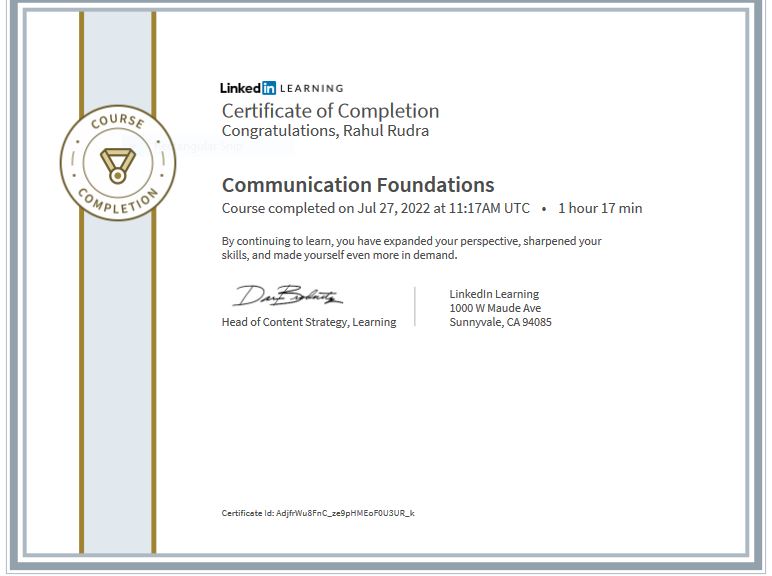 LinkedIn LEARNING
Certificate of Completion
Congratulations, Rahul Rudra
COURSE
COMPLETION
Communication Foundations
Course completed on Jul 27, 2022 at 11:17AM UTC • 1 hour 17 min
By continuing to learn, you have expanded your perspective, sharpened your
skills, and made yourself even more in demand.
Head of Content Strategy, Learning
LinkedIn Learning
1000 W Maude Ave
Sunnyvale, CA 94085
Certificate Id: AdjfrWu8FnC_ze9pHMEoF0U3UR_k